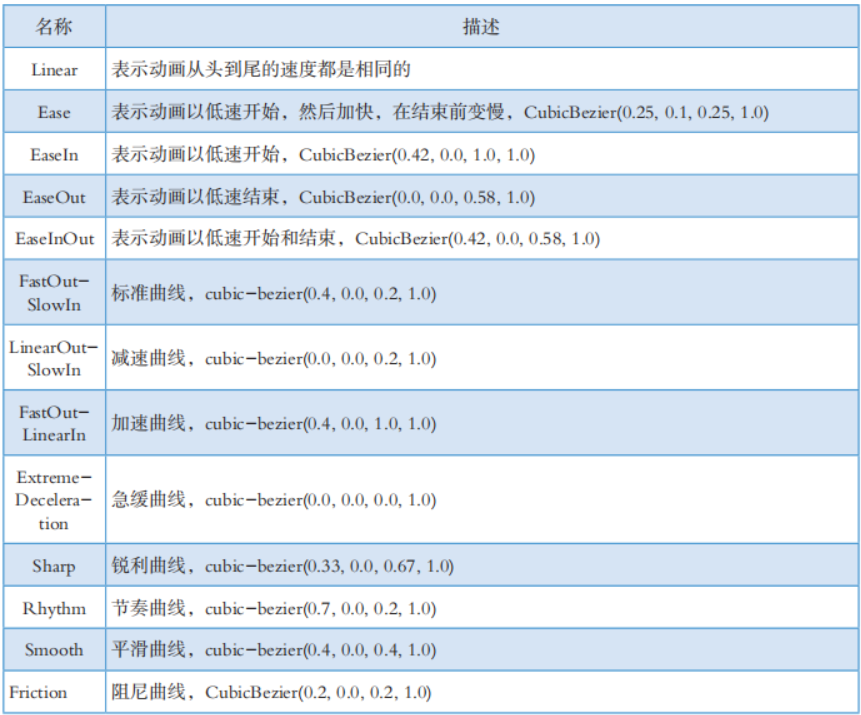 名称 描述
Linear 表示动画从头到尾的速度都是相同的
Ease 表示动画以低速开始，然后加快，在结束前变慢，CubicBezier(0.25, 0.1, 0.25, 1.0)
EaseIn 表示动画以低速开始，CubicBezier(0.42, 0.0, 1.0, 1.0)
EaseOut 表示动画以低速结束，CubicBezier(0.0, 0.0, 0.58, 1.0)
EaseInOut 表示动画以低速开始和结束，CubicBezier(0.42, 0.0, 0.58, 1.0)
FastOut-
SlowIn
标准曲线，cubic-bezier(0.4, 0.0, 0.2, 1.0)
LinearOut-
SlowIn
减速曲线，cubic-bezier(0.0, 0.0, 0.2, 1.0)
FastOut-
LinearIn
加速曲线，cubic-bezier(0.4, 0.0, 1.0, 1.0)
Extreme-
Decelera-
tion
急缓曲线，cubic-bezier(0.0, 0.0, 0.0, 1.0)
Sharp 锐利曲线，cubic-bezier(0.33, 0.0, 0.67, 1.0)
Rhythm 节奏曲线，cubic-bezier(0.7, 0.0, 0.2, 1.0)
Smooth 平滑曲线，cubic-bezier(0.4, 0.0, 0.4, 1.0)
Friction 阻尼曲线，CubicBezier(0.2, 0.0, 0.2, 1.0)